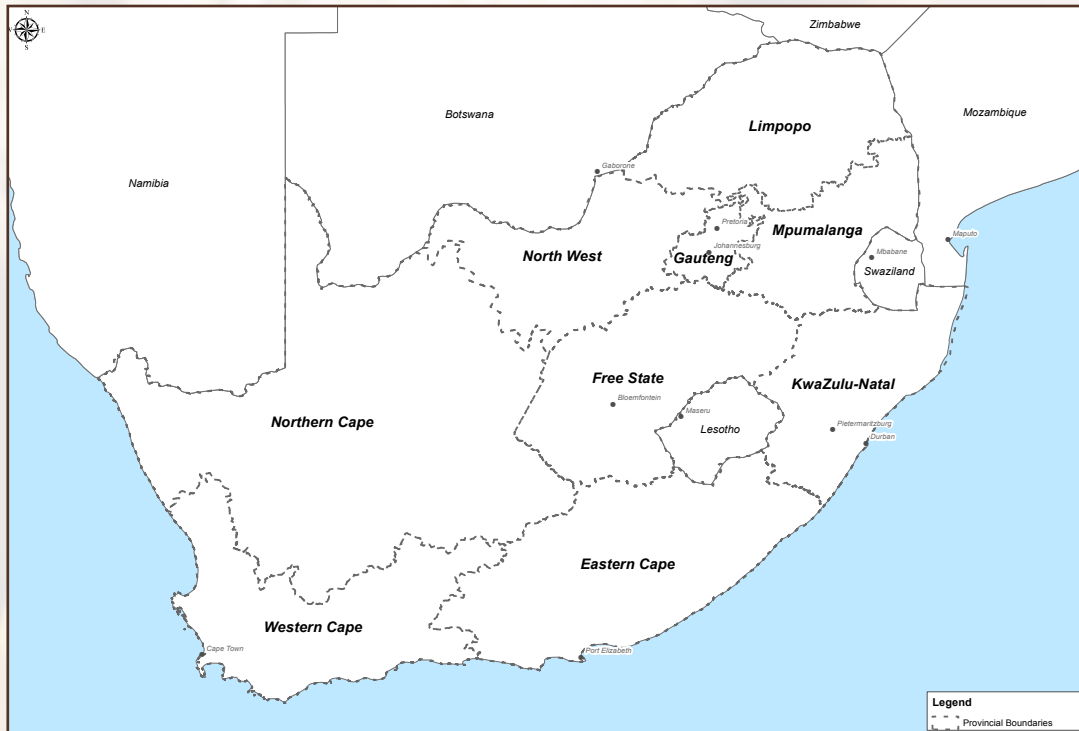 N
W E
S
Zimbabwe
Botswana
Mozambique
Limpopo
Gaborone
Namibia
Pretoria
Mpumalanga
Maputo
North West
Johannesburg
Gauteng
Mbabane
Swaziland
Free State
KwaZulu-Natal
Bloemfontein
Maseru
Northern Cape
Lesotho
Pietermaritzburg
Durban
Eastern Cape
Western Cape
Cape Town
Port Elizabeth
Legend
Provincial Boundaries